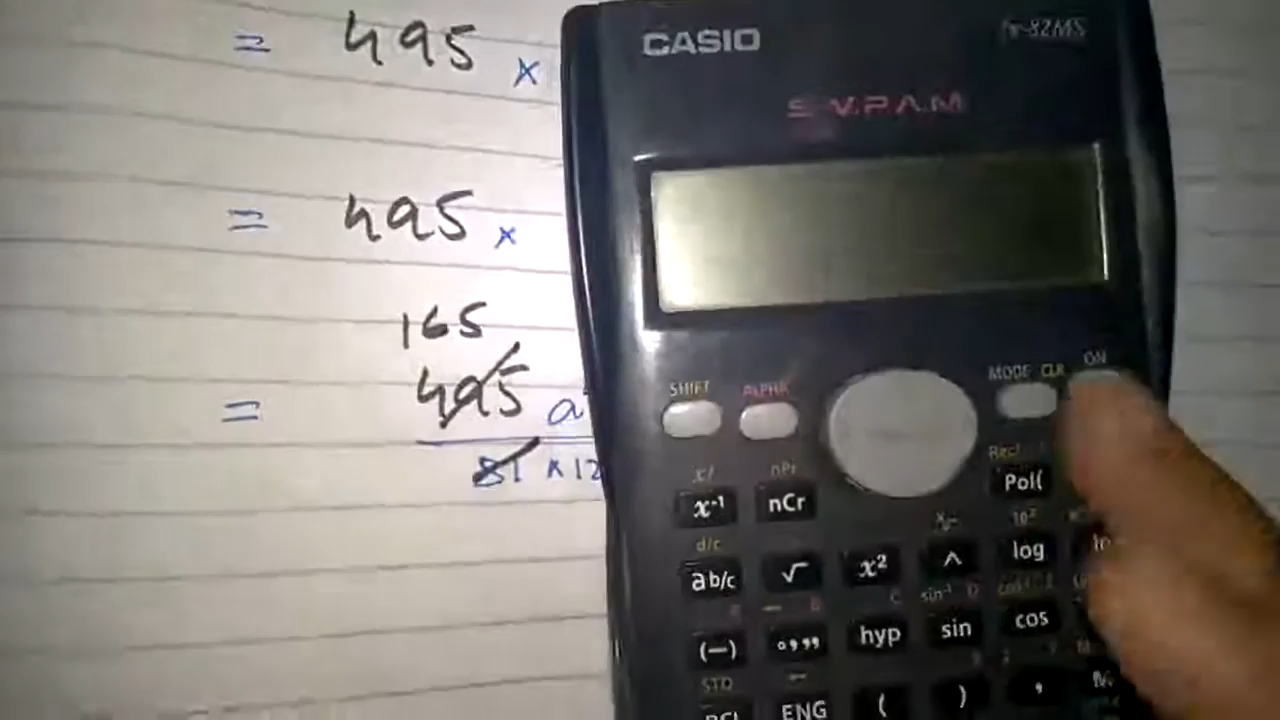 = 495 ×
= 495 ×
165
= 495 a
81 × 12
CASIO
fx-82MS
S-V.P.A.M
SHIFT ALPHA MODE CLR ON
x! nPr Rec(
x⁻¹ nCr Pol(
d/c 10ˣ
ab/c √ x² ^ log
C sin⁻¹ D cos⁻¹ E
(−) °,,, hyp sin cos
STO
RCL ENG ( ) , M